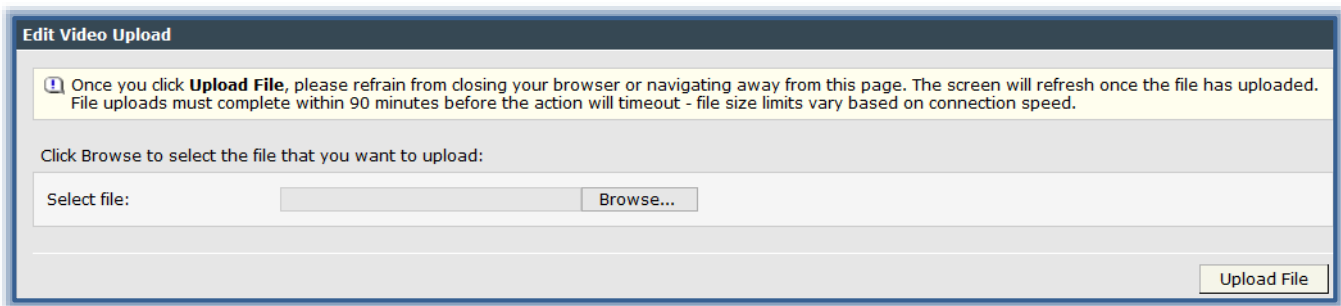 Edit Video Upload
Once you click Upload File, please refrain from closing your browser or navigating away from this page. The screen will refresh once the file has uploaded.
File uploads must complete within 90 minutes before the action will timeout - file size limits vary based on connection speed.
Click Browse to select the file that you want to upload:
Select file: Browse...
Upload File